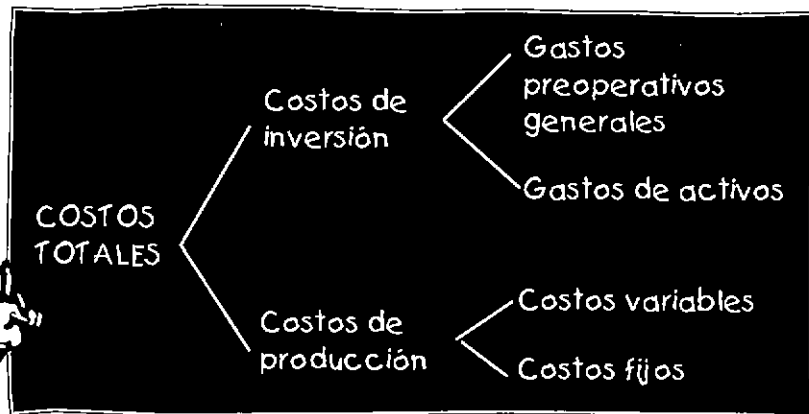 Gastos
preoperativos
generales
Costos de
inversión
Gastos de activos
COSTOS
TOTALES
Costos variables
Costos de
producción
Costos fijos